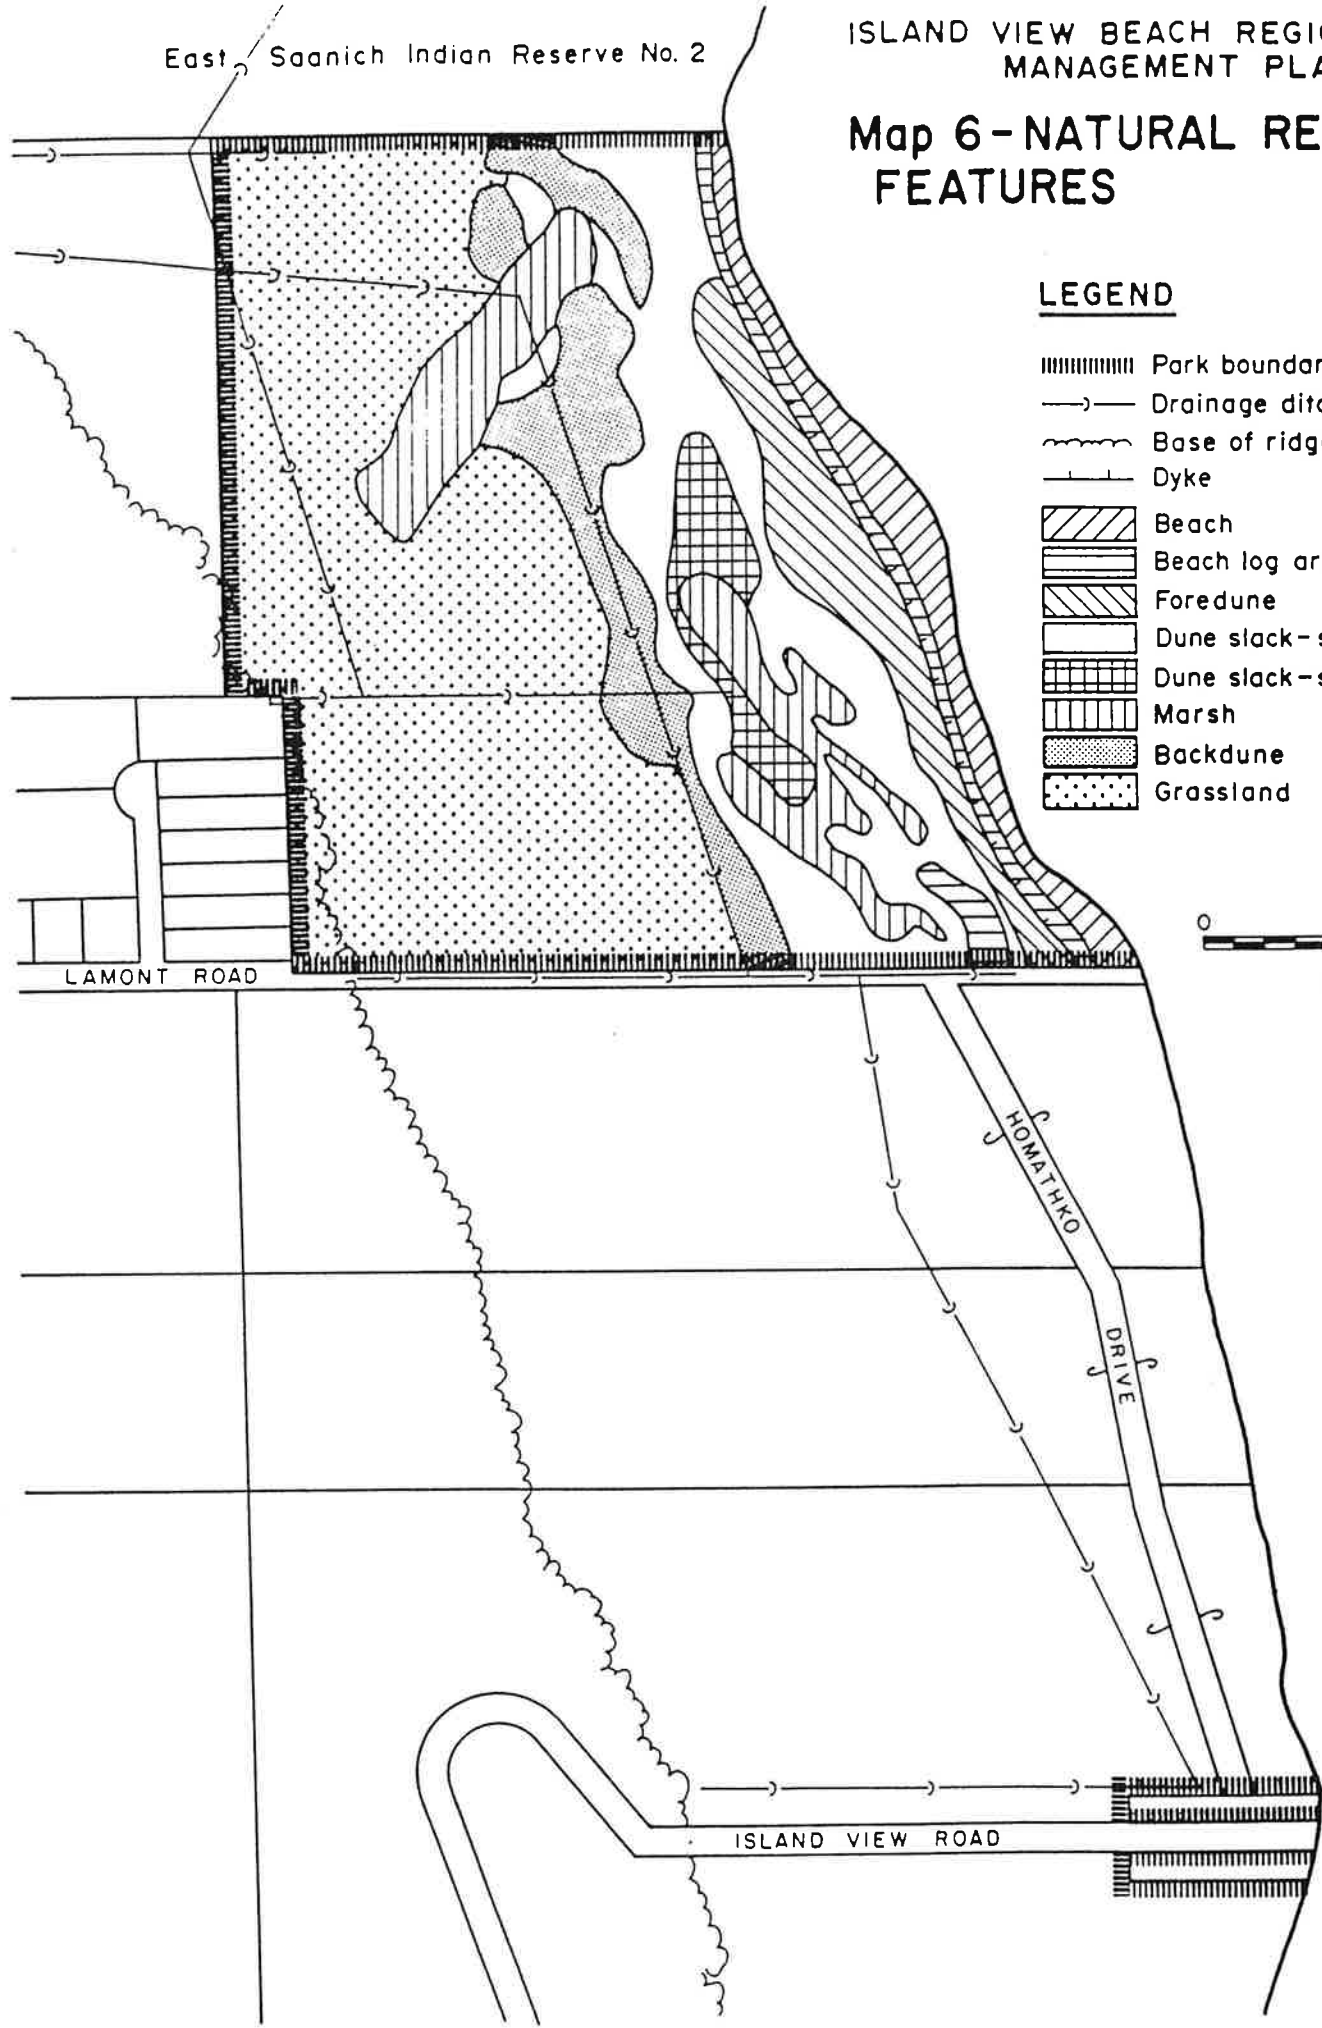 East Saanich Indian Reserve No. 2
ISLAND VIEW BEACH
MANAGEMENT
Map 6-NATURAL
FEATURES
LEGEND
Park
Drainage
Base of
Dyke
Beach
Beach log
Foredune
Dune slack-
Dune slack-
Marsh
Backdune
Grassland
0
LAMONT ROAD
HOMATHKO
DRIVE
ISLAND VIEW ROAD